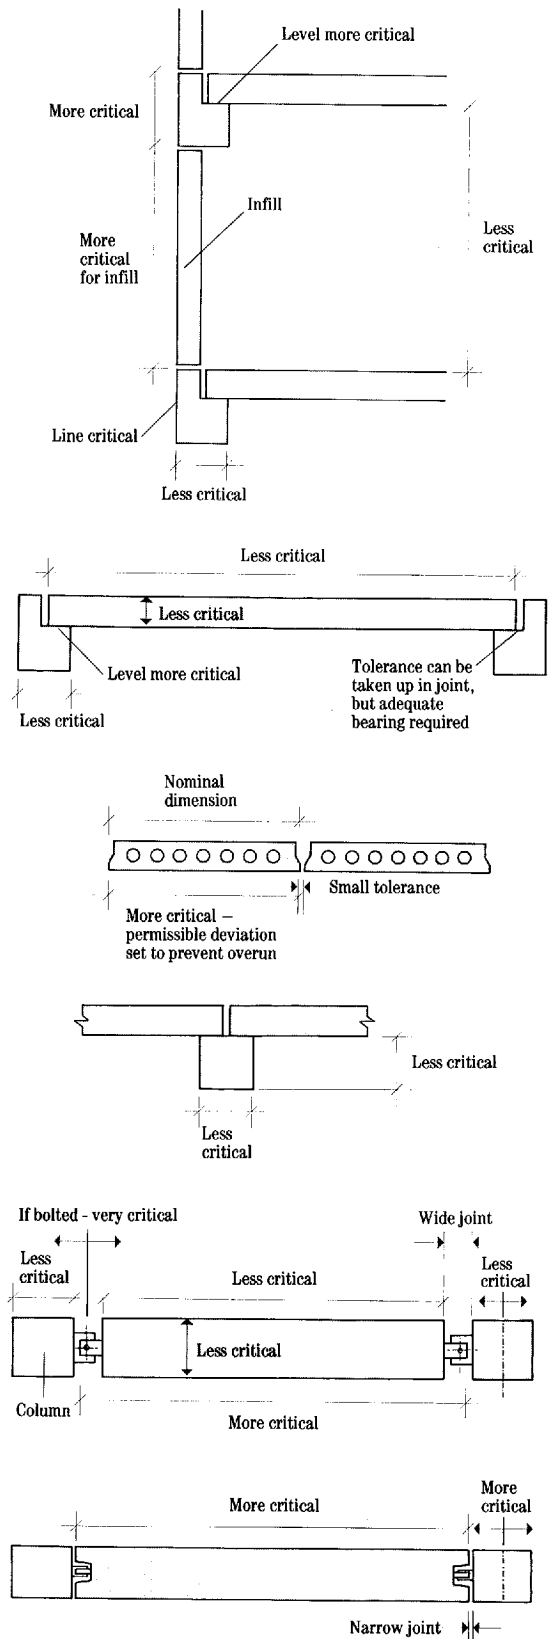 Level more critical
More critical
Infill
More
critical
for infill
Less
critical
Line critical
Less critical
Less critical
Less critical
Level more critical
Less critical
Tolerance can be
taken up in joint,
but adequate
bearing required
Nominal
dimension
Small tolerance
More critical –
permissible deviation
set to prevent overun
Less critical
Less
critical
If bolted - very critical
Wide joint
Less
critical
Less critical
Less
critical
Less critical
Column
More critical
More critical
More
critical
Narrow joint